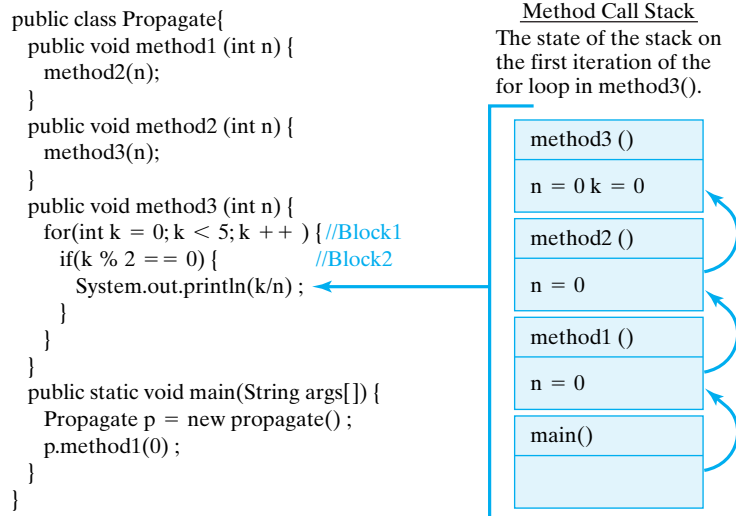 public class Propagate{
public void method1 (int n) {
method2(n);
}
public void method2 (int n) {
method3(n);
}
public void method3 (int n) {
for(int k = 0; k < 5; k ++ ) { //Block1
if(k % 2 == 0) { //Block2
System.out.println(k/n) ;
}
}
}
public static void main(String args[]) {
Propagate p = new propagate() ;
p.method1(0) ;
}
}
Method Call Stack
The state of the stack on
the first iteration of the
for loop in method3().
method3 ()
n = 0 k = 0
method2 ()
n = 0
method1 ()
n = 0
main()